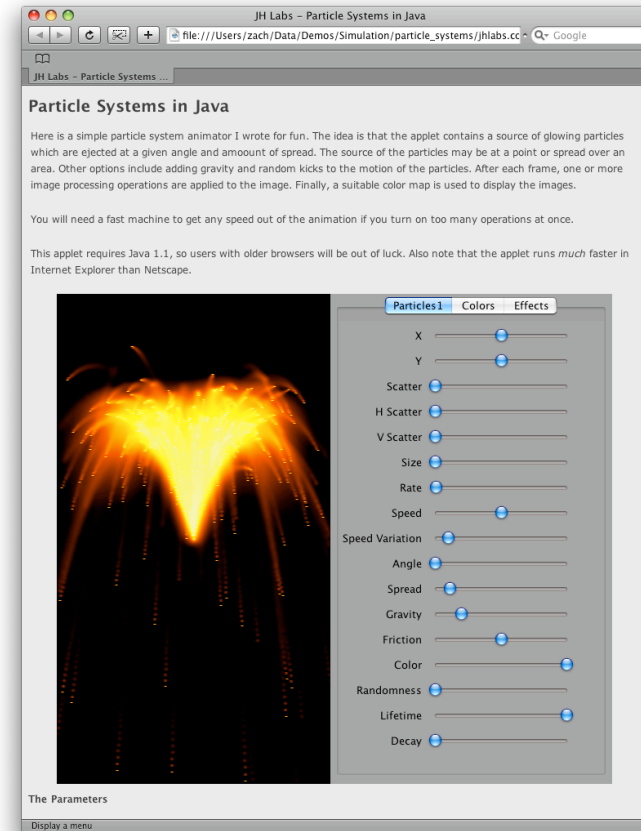 JH Labs - Particle Systems in Java
file:///Users/zach/Data/Demos/Simulation/particle_systems/jhlabs.cc
Google
JH Labs - Particle Systems ...
Particle Systems in Java
Here is a simple particle system animator I wrote for fun. The idea is that the applet contains a source of glowing particles
which are ejected at a given angle and amoount of spread. The source of the particles may be at a point or spread over an
area. Other options include adding gravity and random kicks to the motion of the particles. After each frame, one or more
image processing operations are applied to the image. Finally, a suitable color map is used to display the images.
You will need a fast machine to get any speed out of the animation if you turn on too many operations at once.
This applet requires Java 1.1, so users with older browsers will be out of luck. Also note that the applet runs much faster in
Internet Explorer than Netscape.
Particles1 Colors Effects
X
Y
Scatter
H Scatter
V Scatter
Size
Rate
Speed
Speed Variation
Angle
Spread
Gravity
Friction
Color
Randomness
Lifetime
Decay
The Parameters
Display a menu